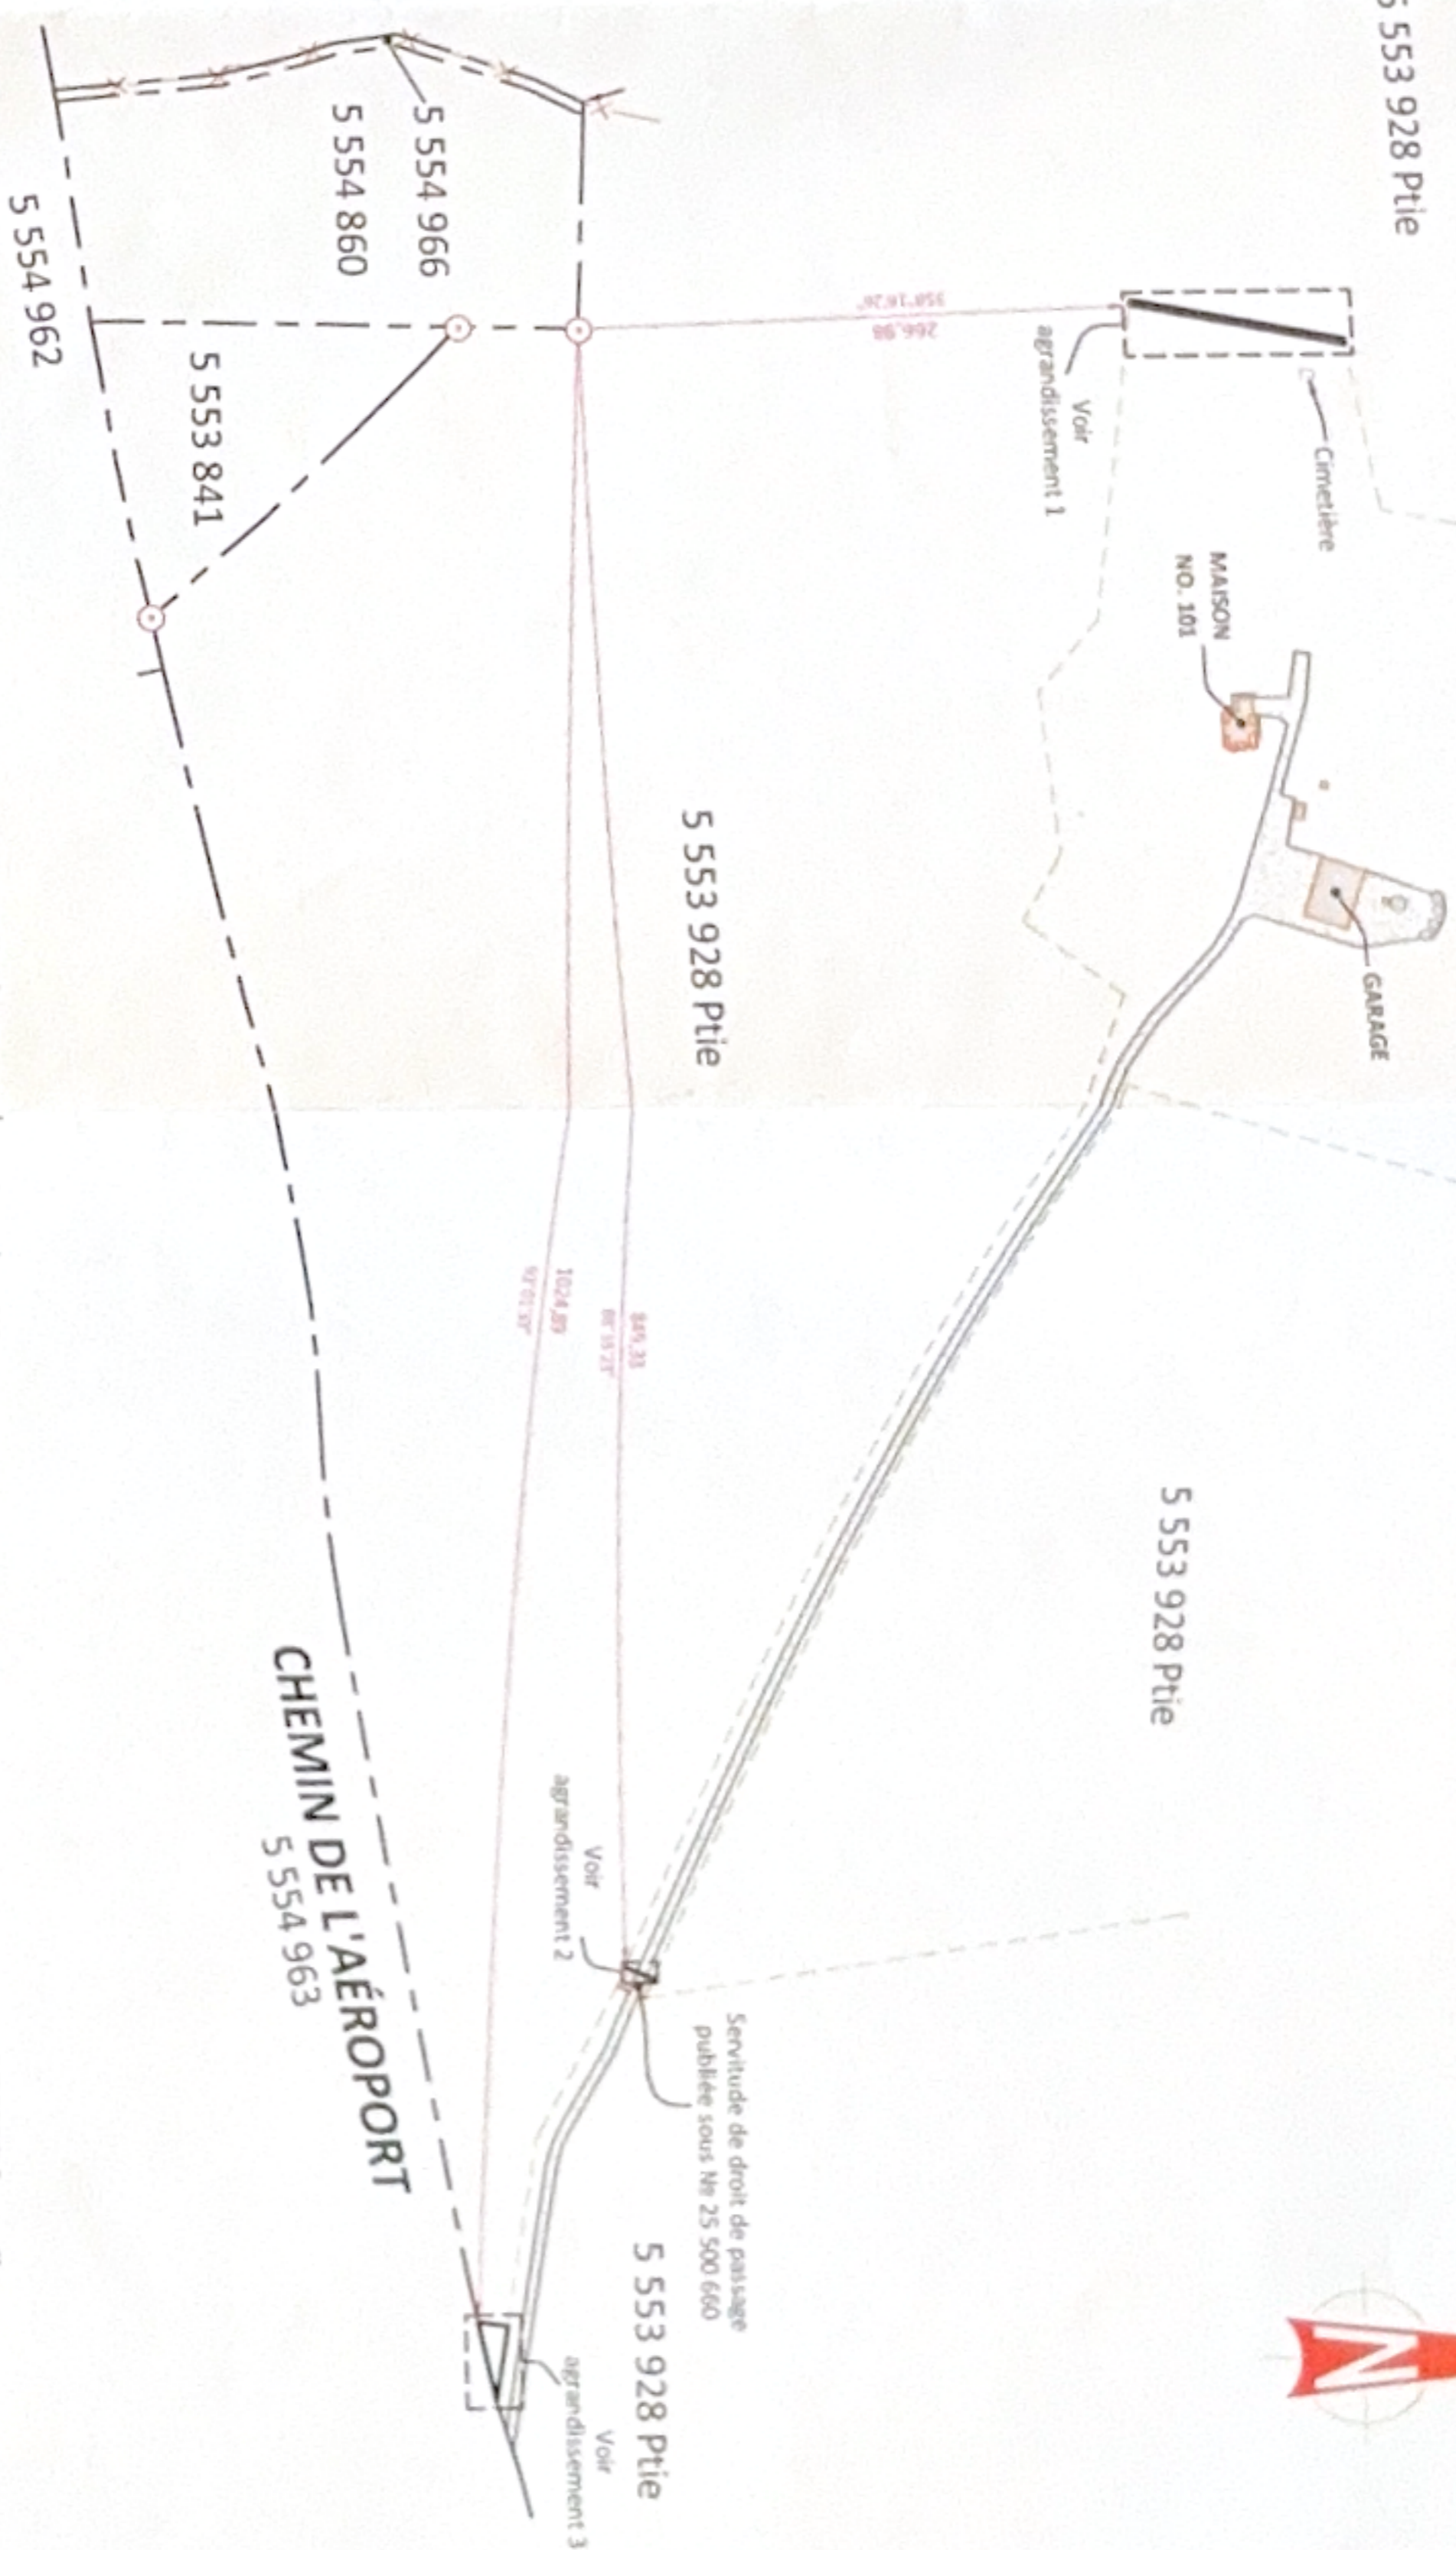 5 553 928 Ptie
Cimetière
Voir
agrandissement 1
MAISON
NO. 101
GARAGE
266,98
5 554 966
5 554 860
5 553 841
5 554 962
5 553 928 Ptie
5 553 928 Ptie
849,33
1024,89
Voir
agrandissement 2
Servitude de droit de passage
publiée sous № 25 500 660
5 553 928 Ptie
Voir
agrandissement 3
CHEMIN DE L'AÉROPORT
5 554 963
N